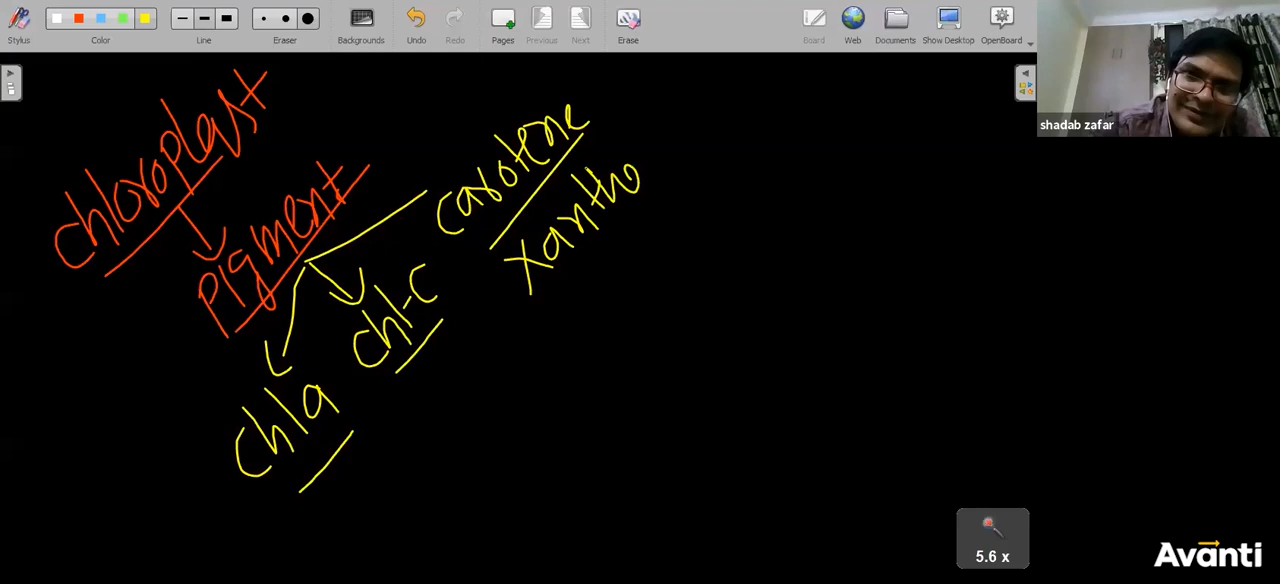 Stylus
Color
Line
Eraser
Backgrounds
Undo
Redo
Pages
Previous
Next
Erase
Board
Web
Documents
Show Desktop
OpenBoard
shadab zafar
chloroplast
pigment
carotene
xantho
chl-c
chl a
5.6 x
Avanti